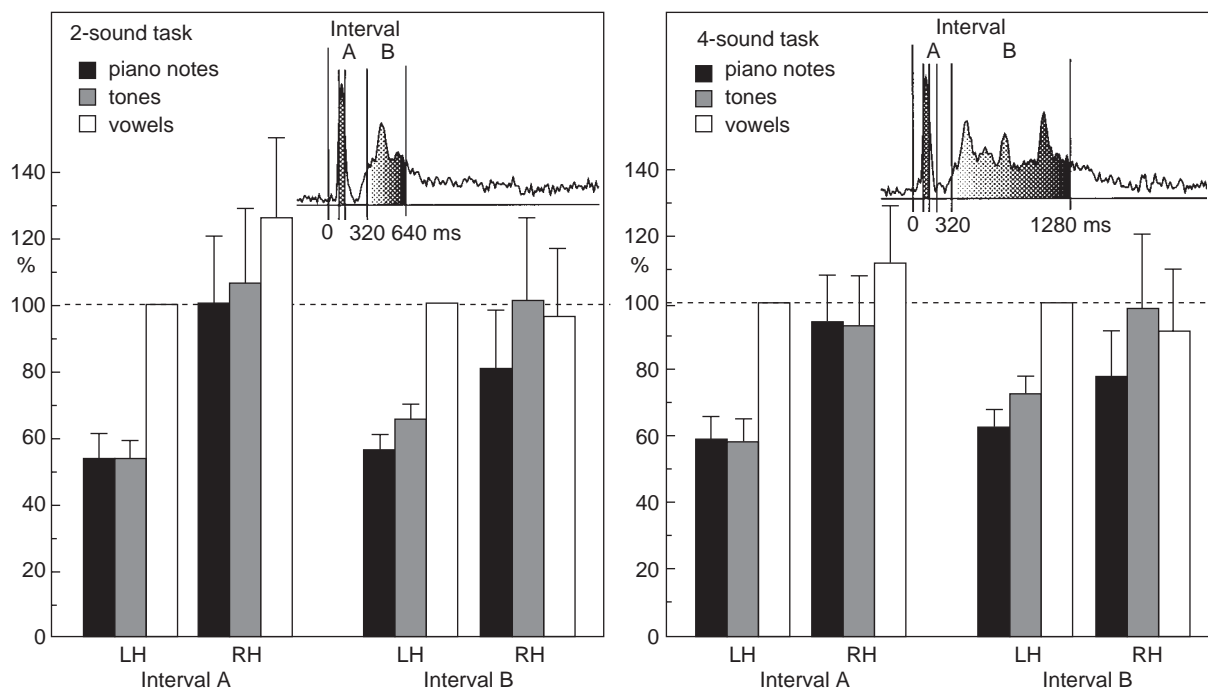 2-sound task
piano notes
tones
vowels
Interval
A B
0 320 640 ms
140
120
%
100
80
60
40
20
0
LH RH LH RH
Interval A Interval B
4-sound task
piano notes
tones
vowels
Interval
A B
0 320 1280 ms
140
120
%
100
80
60
40
20
0
LH RH LH RH
Interval A Interval B